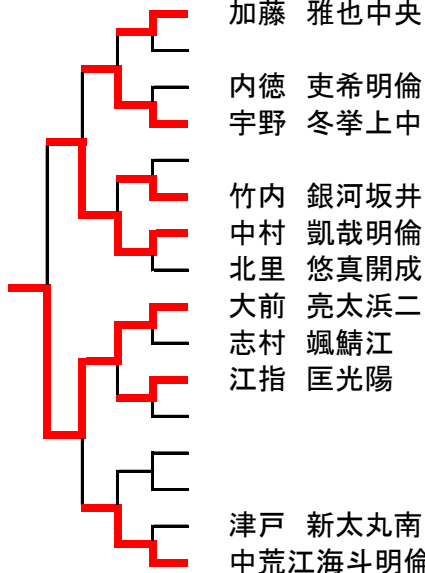 加藤 雅也中央
内徳 吏希明倫
宇野 冬挙上中
竹内 銀河坂井
中村 凱哉明倫
北里 悠真開成
大前 亮太浜二
志村 颯鯖江
江指 匡光陽
津戸 新太丸南
中荒江海斗明倫